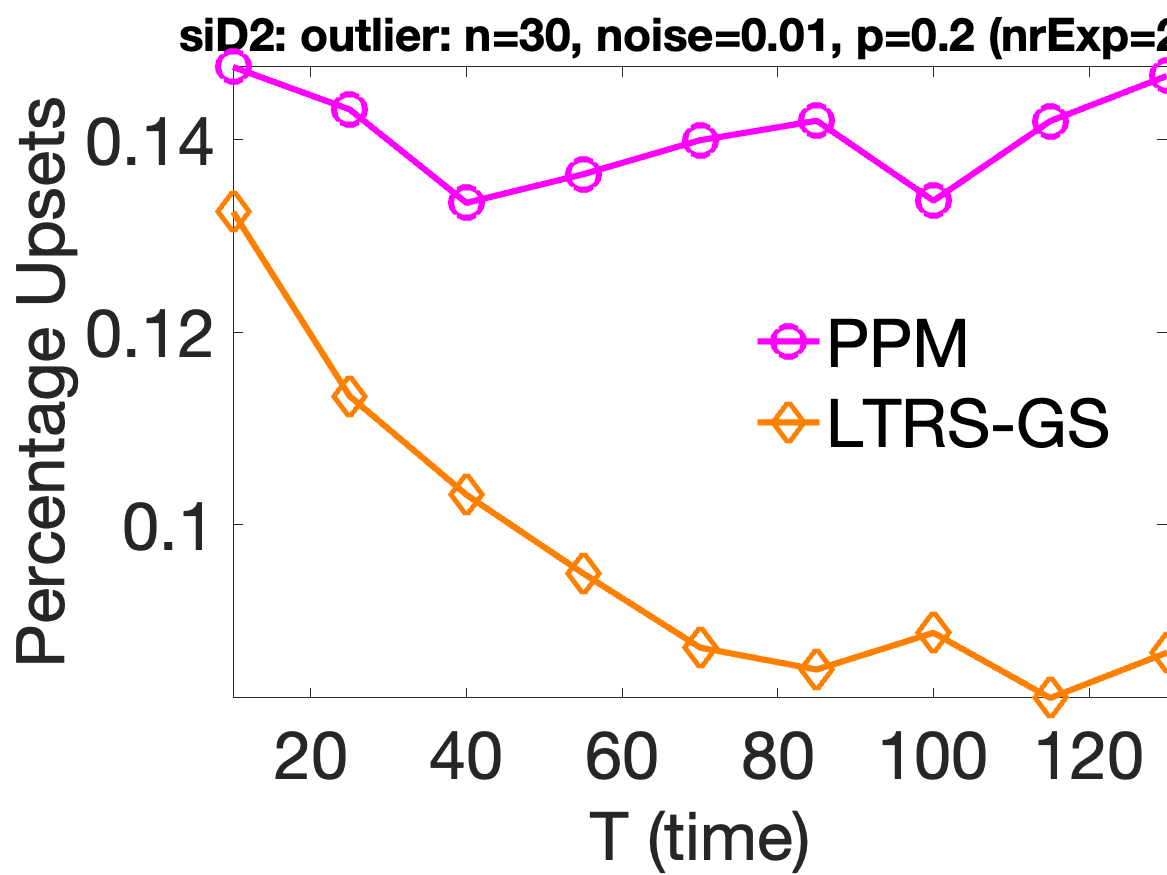 siD2: outlier: n=30, noise=0.01, p=0.2 (nrExp=2
Percentage Upsets
0.14
0.12
0.1
PPM
LTRS-GS
20 40 60 80 100 120
T (time)